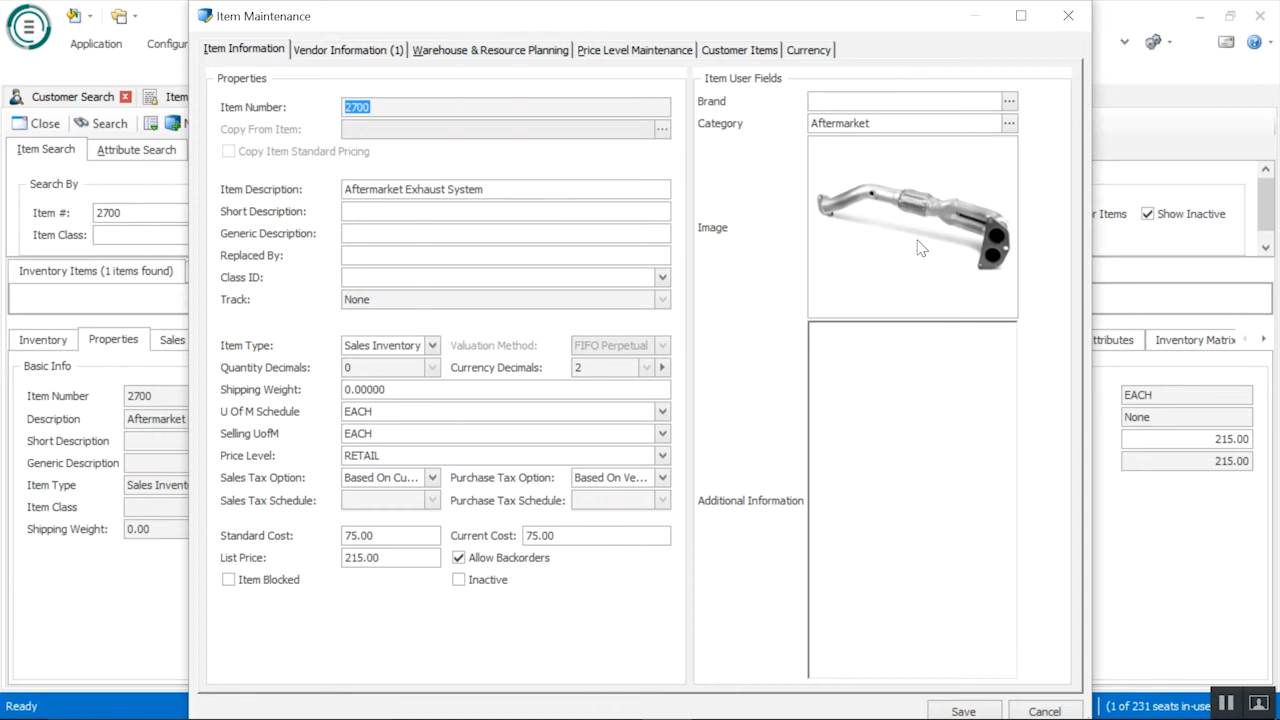 Item Maintenance
Application
Configur
Customer Search
Item
Close
Search
N
Item Search
Attribute Search
Search By
Item #:
2700
Item Class:
Inventory Items (1 items found)
Inventory
Properties
Sales
Basic Info
Item Number
2700
Description
Aftermarket
Short Description
Generic Description
Item Type
Sales Invent
Item Class
Shipping Weight:
0.00
Item Information
Vendor Information (1)
Warehouse & Resource Planning
Price Level Maintenance
Customer Items
Currency
Properties
Item Number:
2700
Copy From Item:
Copy Item Standard Pricing
Item Description:
Aftermarket Exhaust System
Short Description:
Generic Description:
Replaced By:
Class ID:
Track:
None
Item Type:
Sales Inventory
Valuation Method:
FIFO Perpetual
Quantity Decimals:
0
Currency Decimals:
2
Shipping Weight:
0.00000
U Of M Schedule
EACH
Selling UofM
EACH
Price Level:
RETAIL
Sales Tax Option:
Based On Cu...
Purchase Tax Option:
Based On Ve...
Sales Tax Schedule:
Purchase Tax Schedule:
Standard Cost:
75.00
Current Cost:
75.00
List Price:
215.00
Allow Backorders
Item Blocked
Inactive
Item User Fields
Brand
Category
Aftermarket
Image
Additional Information
Save
Cancel
r Items
Show Inactive
ttributes
Inventory Matrix
EACH
None
215.00
215.00
Ready
(1 of 231 seats in-use